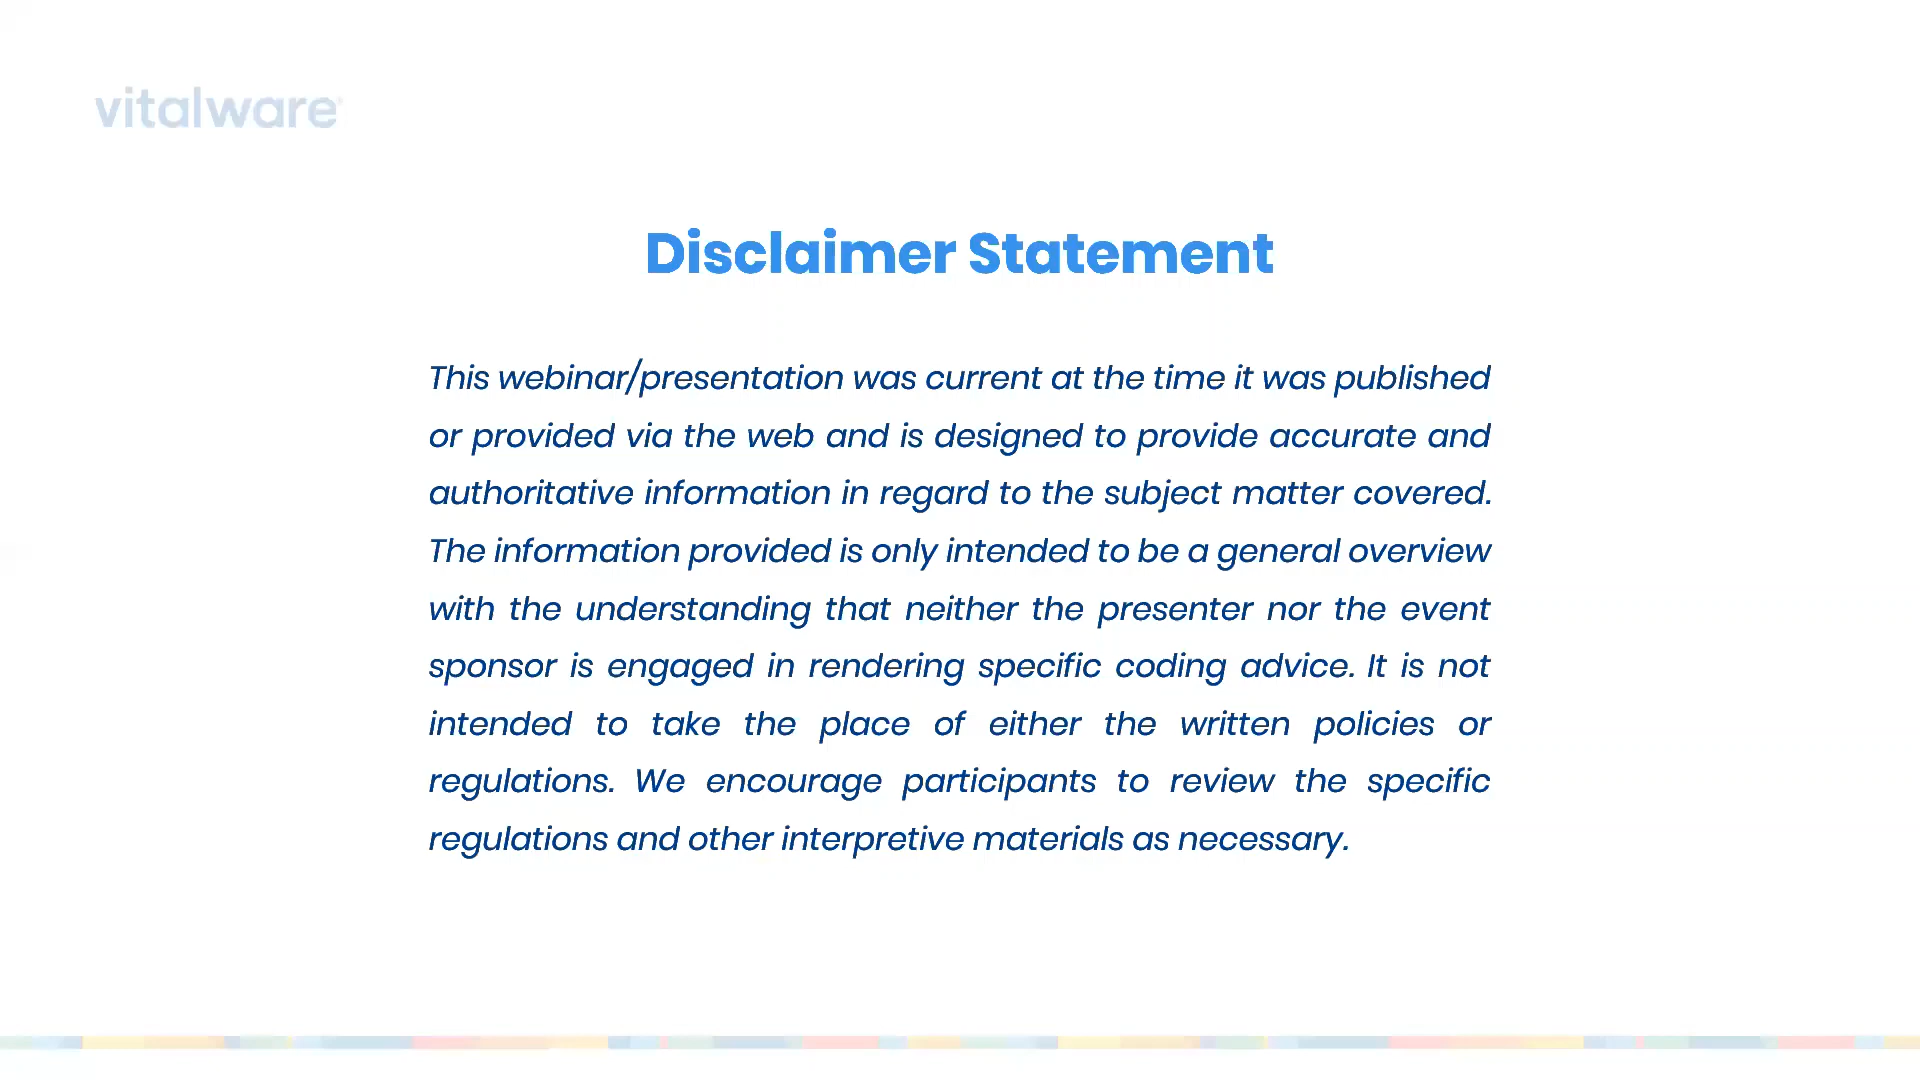 vitalware
Disclaimer Statement
This webinar/presentation was current at the time it was published
or provided via the web and is designed to provide accurate and
authoritative information in regard to the subject matter covered.
The information provided is only intended to be a general overview
with the understanding that neither the presenter nor the event
sponsor is engaged in rendering specific coding advice. It is not
intended to take the place of either the written policies or
regulations. We encourage participants to review the specific
regulations and other interpretive materials as necessary.